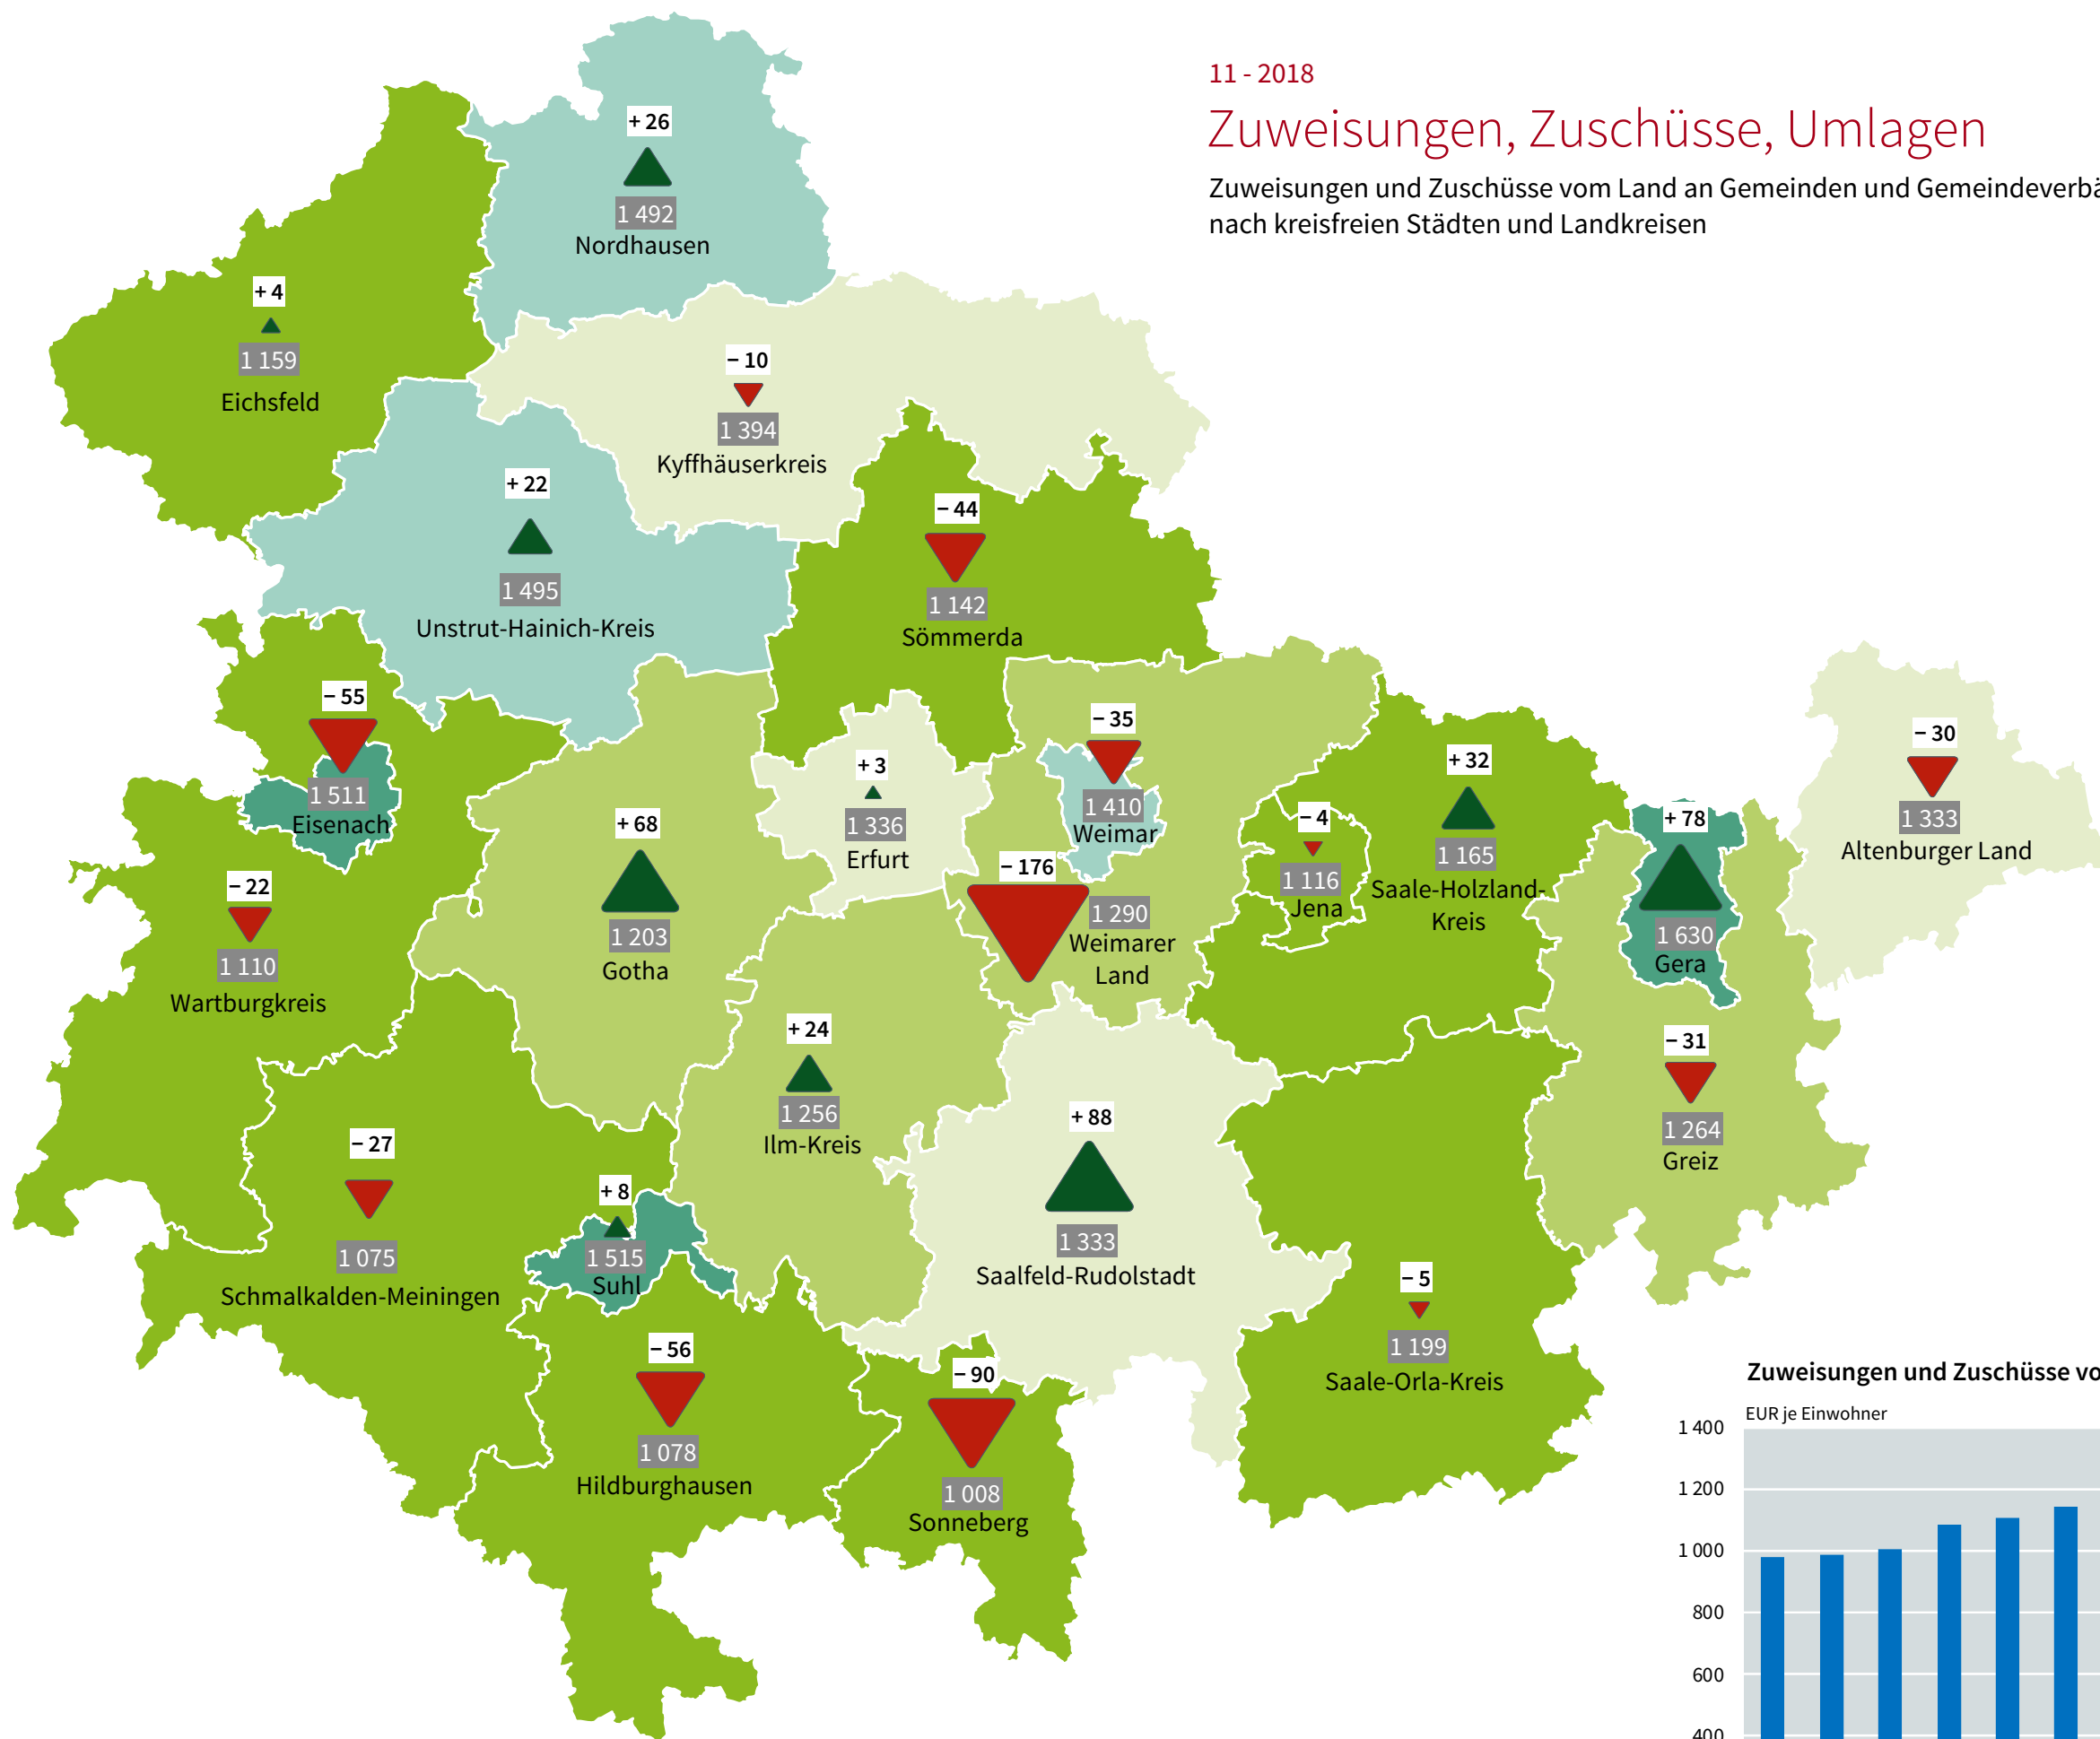 11 - 2018
Zuweisungen, Zuschüsse, Umlagen
Zuweisungen und Zuschüsse vom Land an Gemeinden und
nach kreisfreien Städten und Landkreisen
+ 26
1 492
Nordhausen
+ 4
1 159
Eichsfeld
− 10
1 394
Kyffhäuserkreis
+ 22
1 495
Unstrut-Hainich-Kreis
− 44
1 142
Sömmerda
− 55
1 511
Eisenach
− 35
1 410
Weimar
− 30
1 333
Altenburger Land
+ 3
1 336
Erfurt
+ 32
1 165
Saale-Holzland-
Kreis
− 4
1 116
Jena
+ 78
1 630
Gera
+ 68
1 203
Gotha
− 176
1 290
Weimarer
Land
− 22
1 110
Wartburgkreis
+ 24
1 256
Ilm-Kreis
− 31
1 264
Greiz
+ 88
1 333
Saalfeld-Rudolstadt
− 27
1 075
Schmalkalden-Meiningen
+ 8
1 515
Suhl
− 5
1 199
Saale-Orla-Kreis
− 56
1 078
Hildburghausen
− 90
1 008
Sonneberg
Zuweisungen und Zuschüsse
EUR je Einwohner
1 400
1 200
1 000
800
600
400